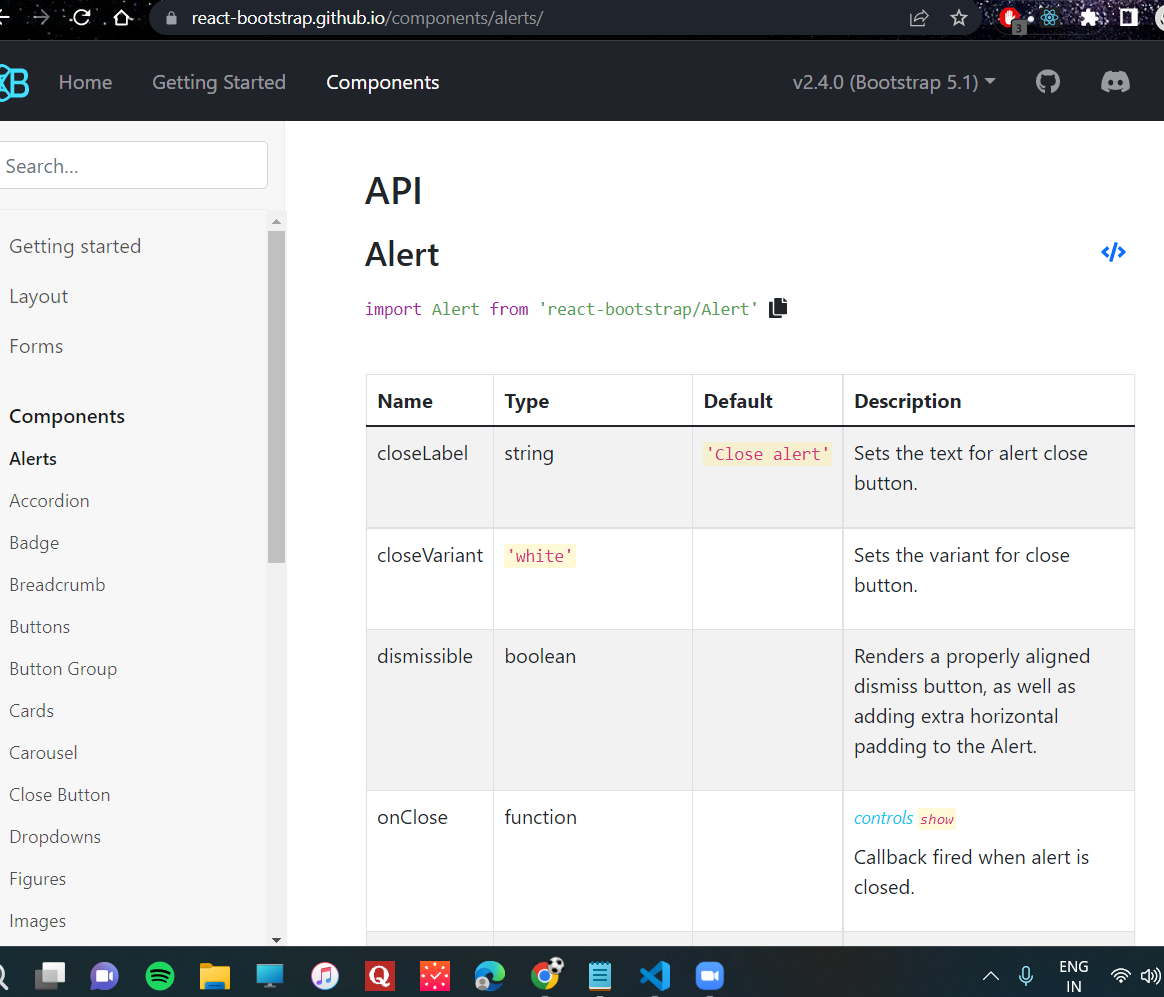 react-bootstrap.github.io/components/alerts/
3
XB
Home
Getting Started
Components
v2.4.0 (Bootstrap 5.1)
Search...
Getting started
Layout
Forms
Components
Alerts
Accordion
Badge
Breadcrumb
Buttons
Button Group
Cards
Carousel
Close Button
Dropdowns
Figures
Images
API
Alert
</>
import Alert from 'react-bootstrap/Alert'
Name Type Default Description
closeLabel string 'Close alert' Sets the text for alert close
button.
closeVariant 'white' Sets the variant for close
button.
dismissible boolean Renders a properly aligned
dismiss button, as well as
adding extra horizontal
padding to the Alert.
onClose function controls show
Callback fired when alert is
closed.
Q
ENG
IN